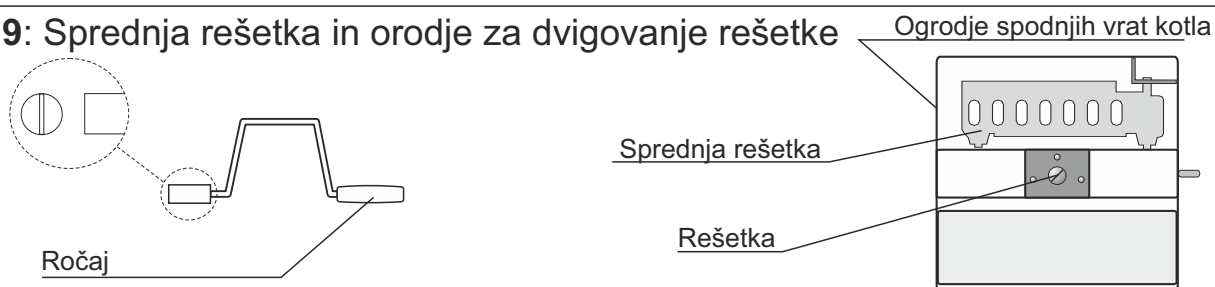 9: Sprednja rešetka in orodje za dvigovanje rešetke
Ogrodje spodnjih vrat kotla
Sprednja rešetka
Rešetka
Ročaj